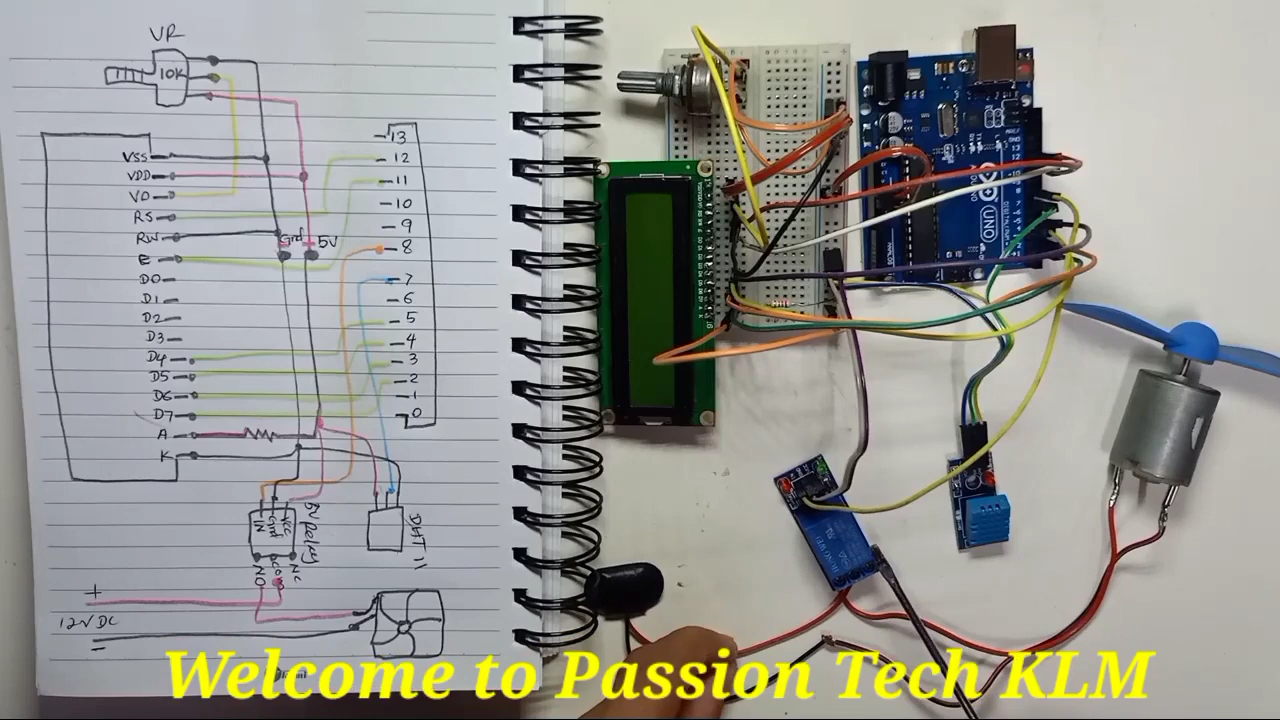 VR
10K
VSS
VDD
VO
RS
RW
E
D0
D1
D2
D3
D4
D5
D6
D7
A
K
13
12
11
10
9
8
7
6
5
4
3
2
1
0
Gnd 5V
IN
Gnd
VCC
5V Relay
NO
Com
NC
DHT 11
+
12V DC
-
UNO
ARDUINO
Welcome to Passion Tech KLM